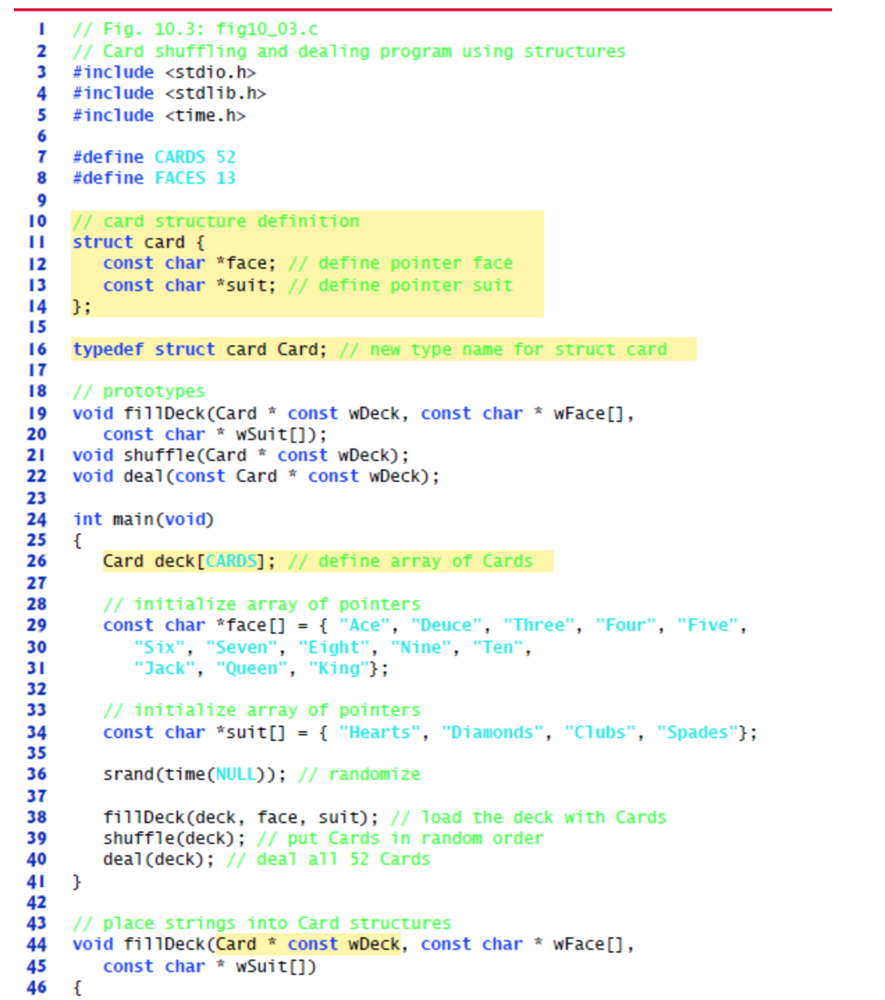 1 // Fig. 10.3: fig10_03.c
2 // Card shuffling and dealing program using structures
3 #include <stdio.h>
4 #include <stdlib.h>
5 #include <time.h>
6
7 #define CARDS 52
8 #define FACES 13
9
10 // card structure definition
11 struct card {
12    const char *face; // define pointer face
13    const char *suit; // define pointer suit
14 };
15
16 typedef struct card Card; // new type name for struct card
17
18 // prototypes
19 void fillDeck(Card * const wDeck, const char * wFace[],
20    const char * wSuit[]);
21 void shuffle(Card * const wDeck);
22 void deal(const Card * const wDeck);
23
24 int main(void)
25 {
26    Card deck[CARDS]; // define array of Cards
27
28    // initialize array of pointers
29    const char *face[] = { "Ace", "Deuce", "Three", "Four", "Five",
30       "Six", "Seven", "Eight", "Nine", "Ten",
31       "Jack", "Queen", "King"};
32
33    // initialize array of pointers
34    const char *suit[] = { "Hearts", "Diamonds", "Clubs", "Spades"};
35
36    srand(time(NULL)); // randomize
37
38    fillDeck(deck, face, suit); // load the deck with Cards
39    shuffle(deck); // put Cards in random order
40    deal(deck); // deal all 52 Cards
41 }
42
43 // place strings into Card structures
44 void fillDeck(Card * const wDeck, const char * wFace[],
45    const char * wSuit[])
46 {